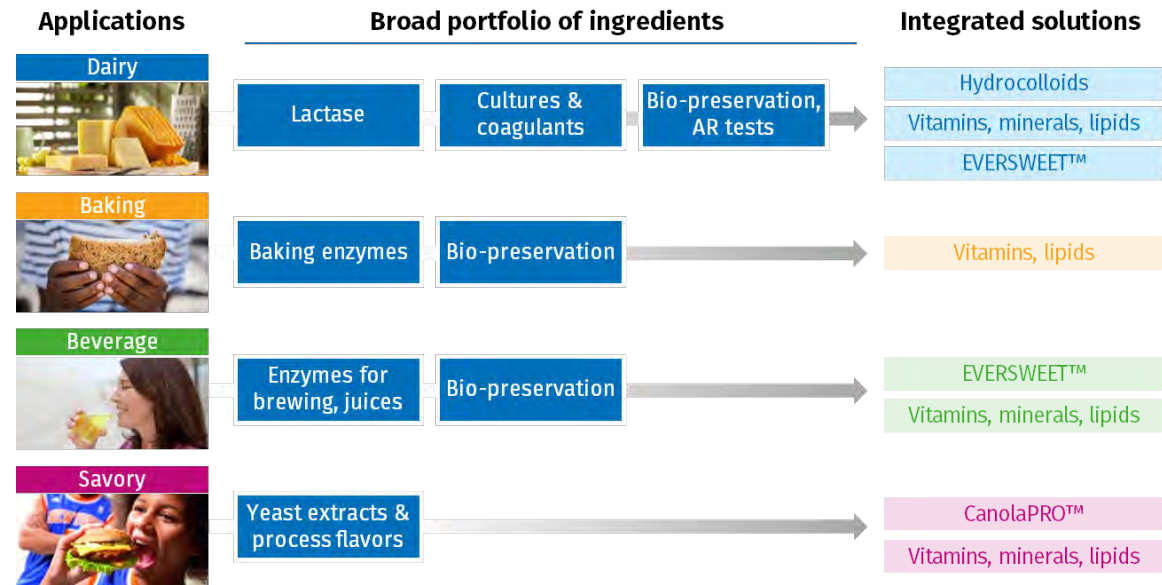 Applications
Broad portfolio of ingredients
Integrated solutions
Dairy
Lactase
Cultures &
coagulants
Bio-preservation,
AR tests
Hydrocolloids
Vitamins, minerals, lipids
EVERSWEET™
Baking
Baking enzymes
Bio-preservation
Vitamins, lipids
Beverage
Enzymes for
brewing, juices
Bio-preservation
EVERSWEET™
Vitamins, minerals, lipids
Savory
Yeast extracts &
process flavors
CanolaPRO™
Vitamins, minerals, lipids